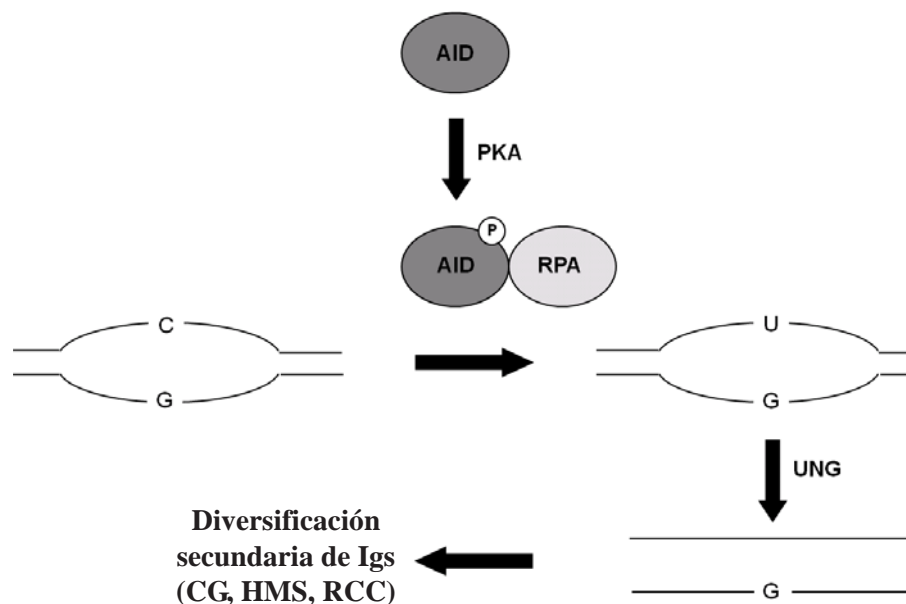 AID
PKA
P
AID RPA
C
G
U
G
UNG
G
Diversificación
secundaria de Igs
(CG, HMS, RCC)